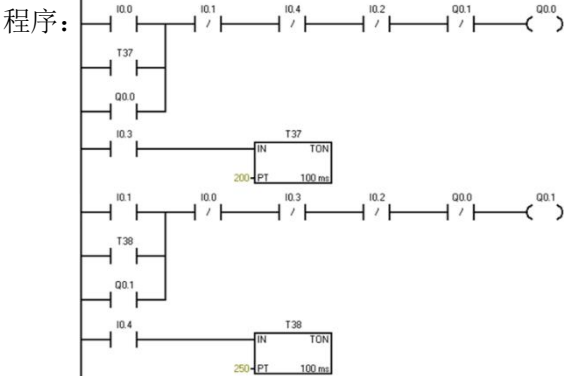 程序：
I0.0 I0.1 I0.4 I0.2 Q0.1 Q0.0
T37
Q0.0
I0.3 T37
IN TON
200 PT 100 ms
I0.1 I0.0 I0.3 I0.2 Q0.0 Q0.1
T38
Q0.1
I0.4 T38
IN TON
250 PT 100 ms